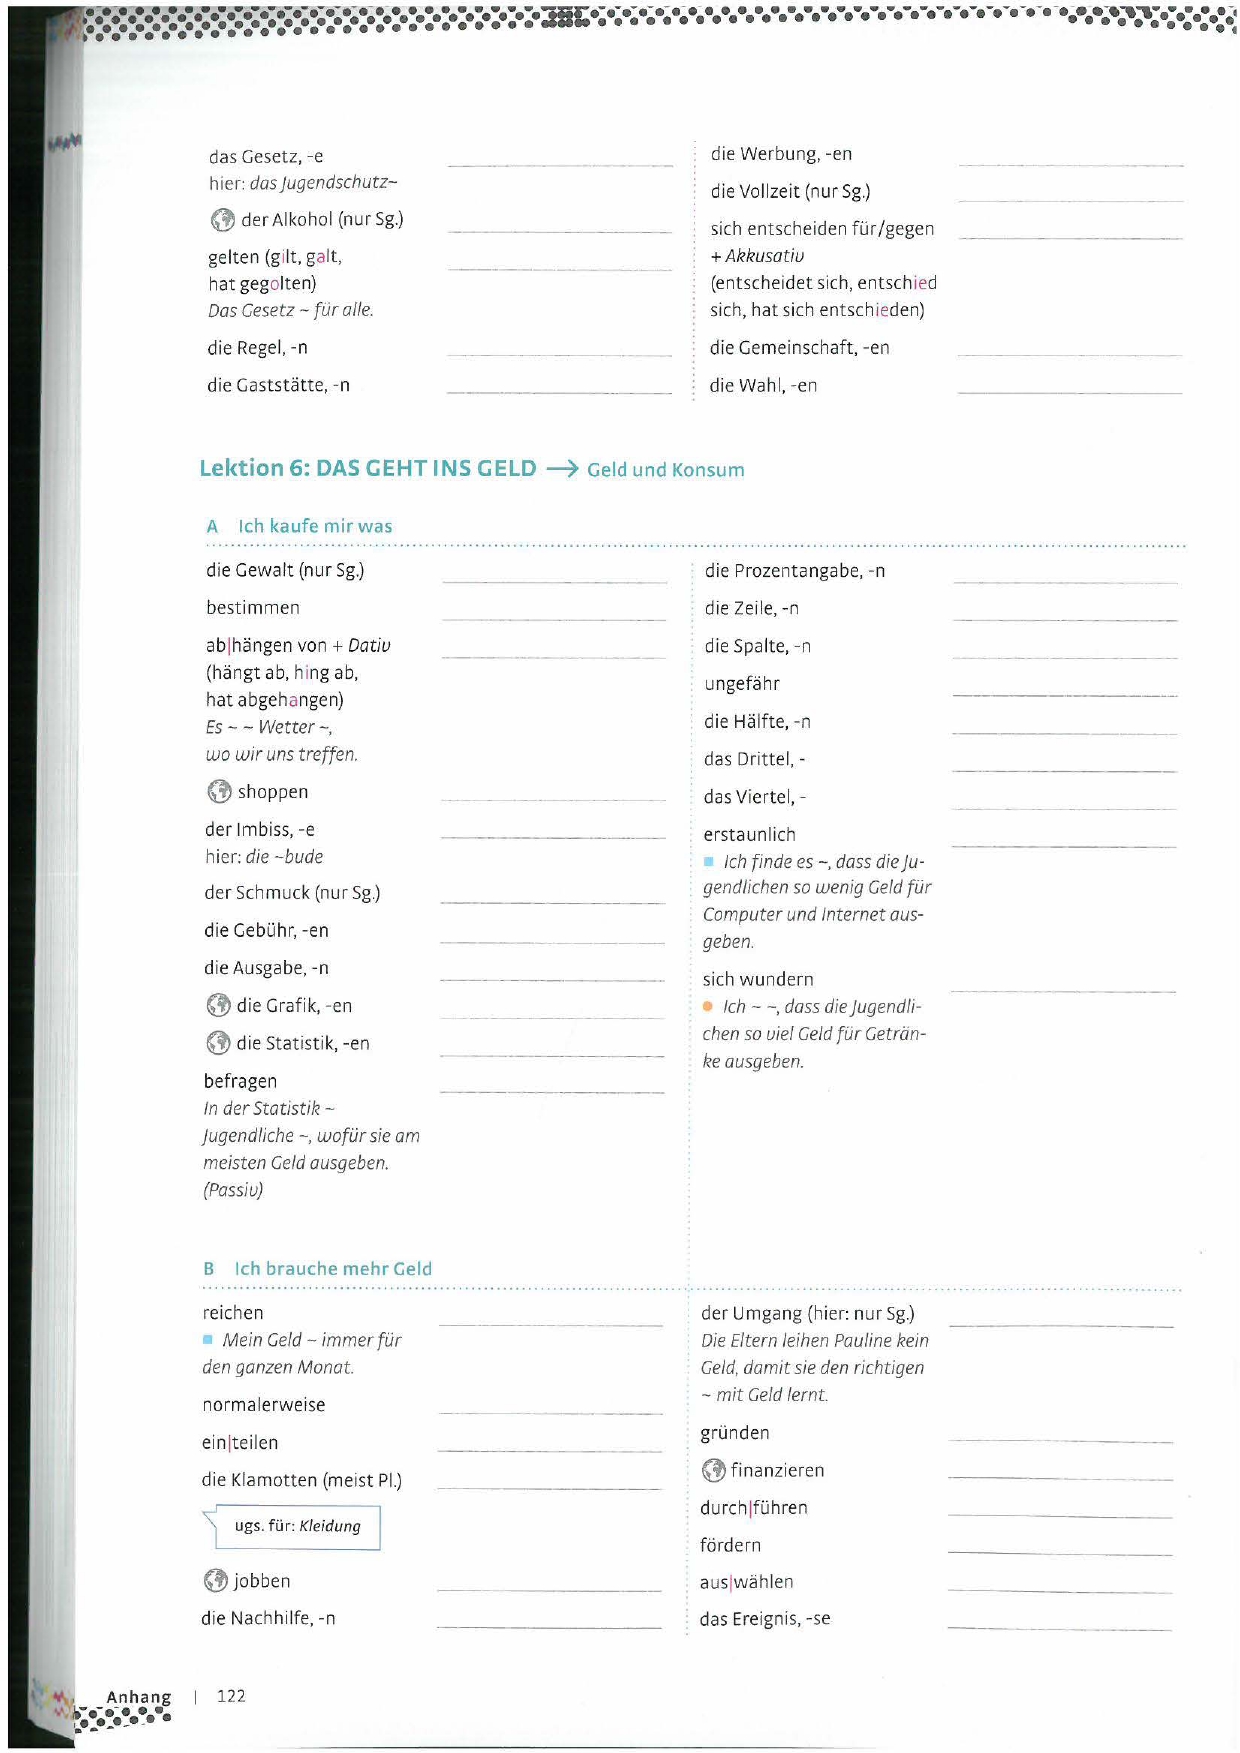 das Gesetz, -e
hier: das Jugendschutz~
der Alkohol (nur Sg.)
gelten (gilt, galt,
hat gegolten)
Das Gesetz ~ für alle.
die Regel, -n
die Gaststätte, -n
die Werbung, -en
die Vollzeit (nur Sg.)
sich entscheiden für/gegen
+ Akkusativ
(entscheidet sich, entschied
sich, hat sich entschieden)
die Gemeinschaft, -en
die Wahl, -en
Lektion 6: DAS GEHT INS GELD → Geld und Konsum
A Ich kaufe mir was
die Gewalt (nur Sg.)
bestimmen
ab|hängen von + Dativ
(hängt ab, hing ab,
hat abgehangen)
Es ~ ~ Wetter ~,
wo wir uns treffen.
shoppen
der Imbiss, -e
hier: die ~bude
der Schmuck (nur Sg.)
die Gebühr, -en
die Ausgabe, -n
die Grafik, -en
die Statistik, -en
befragen
In der Statistik ~
Jugendliche ~, wofür sie am
meisten Geld ausgeben.
(Passiv)
die Prozentangabe, -n
die Zeile, -n
die Spalte, -n
ungefähr
die Hälfte, -n
das Drittel, -
das Viertel, -
erstaunlich
Ich finde es ~, dass die Ju-
gendlichen so wenig Geld für
Computer und Internet aus-
geben.
sich wundern
Ich ~ ~, dass die Jugendli-
chen so viel Geld für Geträn-
ke ausgeben.
B Ich brauche mehr Geld
reichen
Mein Geld ~ immer für
den ganzen Monat.
normalerweise
ein|teilen
die Klamotten (meist Pl.)
ugs. für: Kleidung
jobben
die Nachhilfe, -n
der Umgang (hier: nur Sg.)
Die Eltern leihen Pauline kein
Geld, damit sie den richtigen
~ mit Geld lernt.
gründen
finanzieren
durch|führen
fördern
aus|wählen
das Ereignis, -se
Anhang | 122